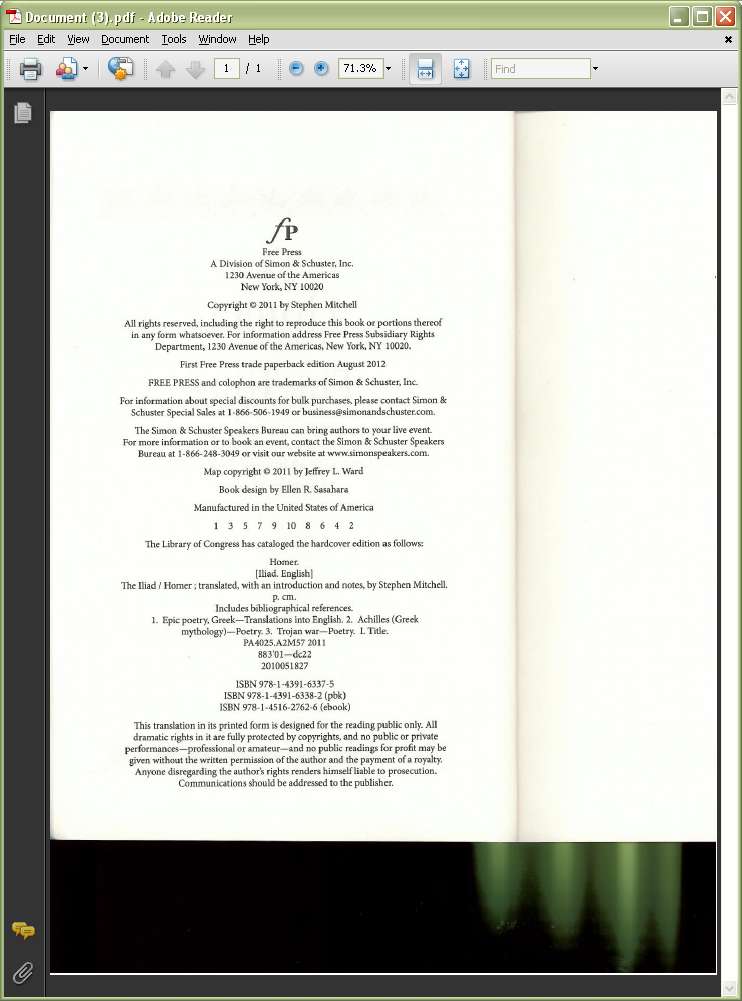 Document (3).pdf - Adobe Reader
File Edit View Document Tools Window Help
1 / 1 71.3% Find
fP
Free Press
A Division of Simon & Schuster, Inc.
1230 Avenue of the Americas
New York, NY 10020
Copyright © 2011 by Stephen Mitchell
All rights reserved, including the right to reproduce this book or portions thereof
in any form whatsoever. For information address Free Press Subsidiary Rights
Department, 1230 Avenue of the Americas, New York, NY 10020.
First Free Press trade paperback edition August 2012
FREE PRESS and colophon are trademarks of Simon & Schuster, Inc.
For information about special discounts for bulk purchases, please contact Simon &
Schuster Special Sales at 1-866-506-1949 or business@simonandschuster.com.
The Simon & Schuster Speakers Bureau can bring authors to your live event.
For more information or to book an event, contact the Simon & Schuster Speakers
Bureau at 1-866-248-3049 or visit our website at www.simonspeakers.com.
Map copyright © 2011 by Jeffrey L. Ward
Book design by Ellen R. Sasahara
Manufactured in the United States of America
1 3 5 7 9 10 8 6 4 2
The Library of Congress has cataloged the hardcover edition as follows:
Homer.
[Iliad. English]
The Iliad / Homer ; translated, with an introduction and notes, by Stephen Mitchell.
p. cm.
Includes bibliographical references.
1. Epic poetry, Greek—Translations into English. 2. Achilles (Greek
mythology)—Poetry. 3. Trojan war—Poetry. I. Title.
PA4025.A2M57 2011
883'01—dc22
2010051827
ISBN 978-1-4391-6337-5
ISBN 978-1-4391-6338-2 (pbk)
ISBN 978-1-4516-2762-6 (ebook)
This translation in its printed form is designed for the reading public only. All
dramatic rights in it are fully protected by copyrights, and no public or private
performances—professional or amateur—and no public readings for profit may be
given without the written permission of the author and the payment of a royalty.
Anyone disregarding the author's rights renders himself liable to prosecution.
Communications should be addressed to the publisher.